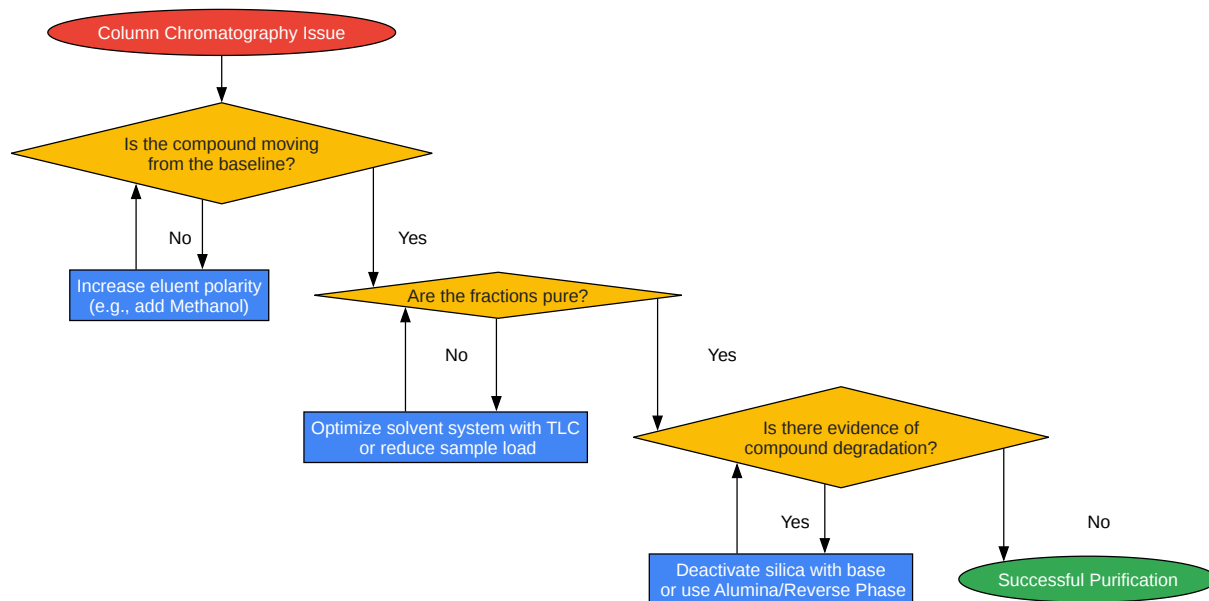 Column Chromatography Issue
Is the compound moving
from the baseline?
No
Yes
Increase eluent polarity
(e.g., add Methanol)
Are the fractions pure?
No
Yes
Optimize solvent system with TLC
or reduce sample load
Is there evidence of
compound degradation?
Yes
No
Deactivate silica with base
or use Alumina/Reverse Phase
Successful Purification